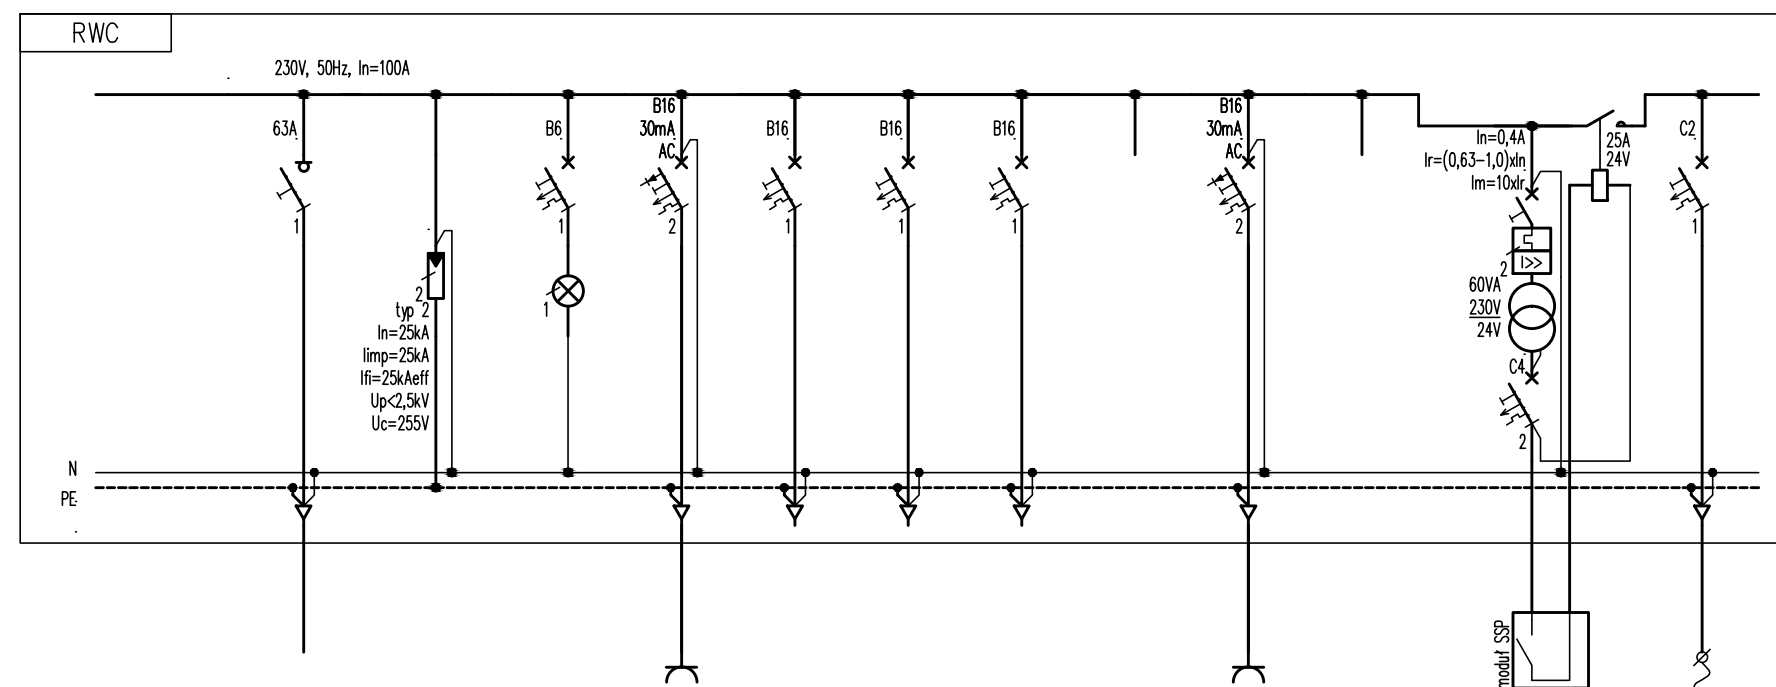 RWC
230V, 50Hz, In=100A
63A
B6
B16
30mA
AC
B16
B16
B16
B16
30mA
AC
In=0,4A
Ir=(0,63-1,0)xIn
Im=10xIr
25A
24V
C2
1
1
2
1
1
1
2
1
2
I>>
2
typ 2
In=25kA
Iimp=25kA
Ifi=25kAeff
Up<2,5kV
Uc=255V
1
60VA
230V
24V
C4
2
N
PE
moduł SSP